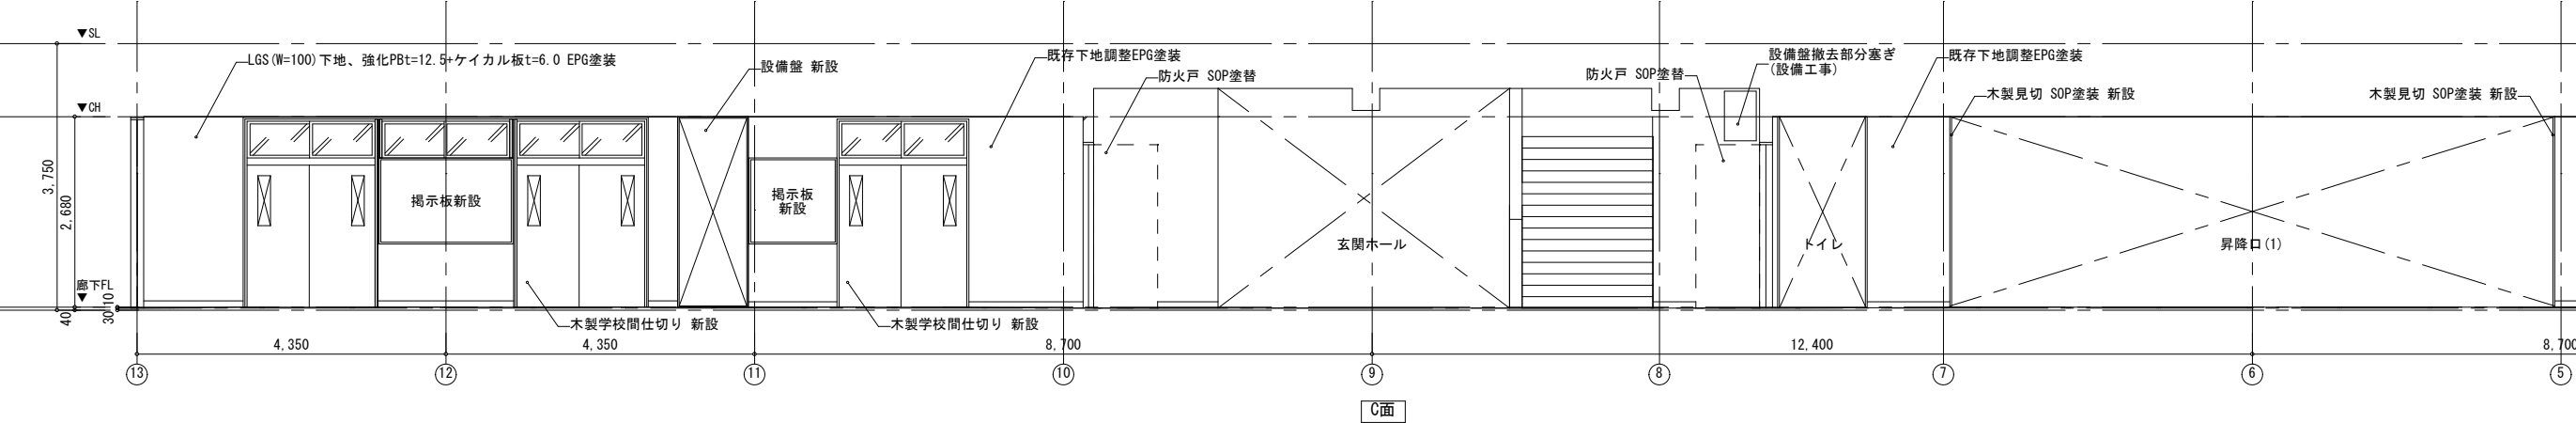 ▼SL
LGS(W=100)下地、強化PBt=12.5+ケイカル板t=6.0 EPG塗装
設備盤 新設
既存下地調整EPG塗装
防火戸 SOP塗替
防火戸 SOP塗替
設備盤撤去部分塞ぎ
(設備工事)
既存下地調整EPG塗装
木製見切 SOP塗装 新設
木製見切 SOP塗装 新設
▼CH
3,750
2,680
掲示板新設
掲示板
新設
玄関ホール
トイレ
昇降口(1)
廊下FL
▼
10
30
40
木製学校間仕切り 新設
木製学校間仕切り 新設
4,350
4,350
8,700
12,400
8,700
13
12
11
10
9
8
7
6
5
C面